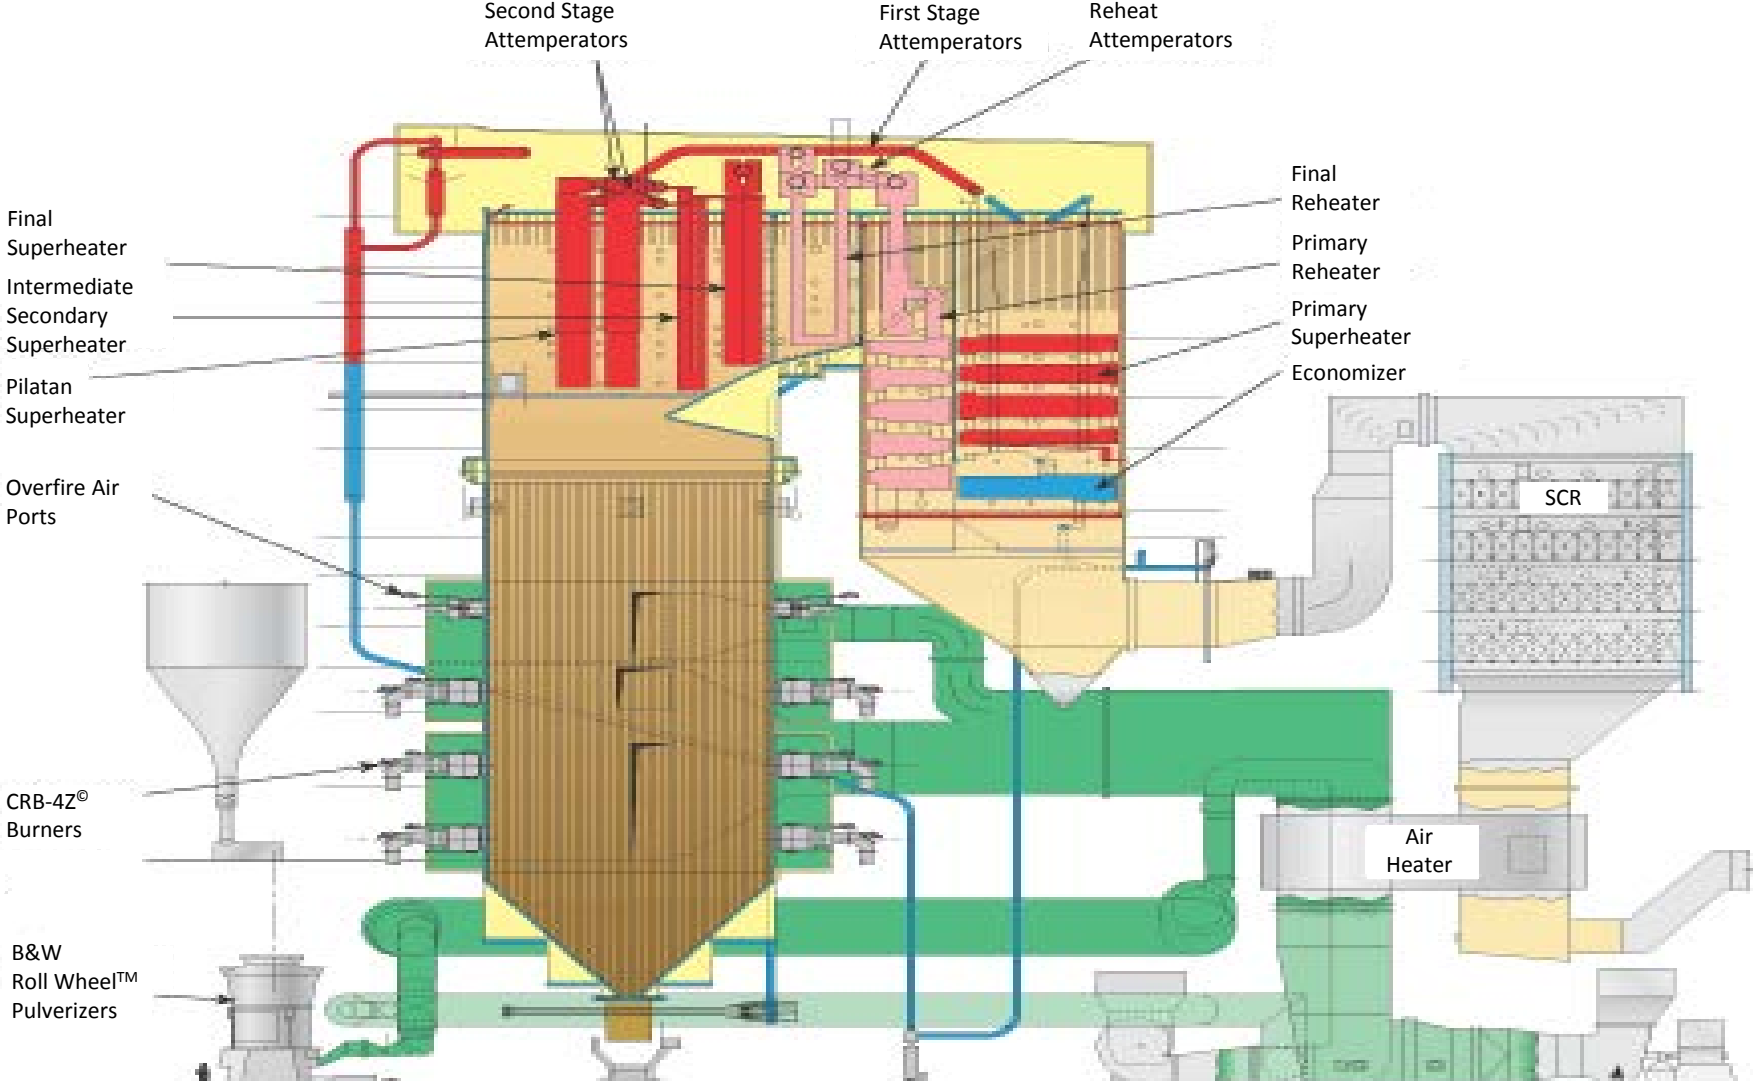 Second Stage
Attemperators
First Stage
Attemperators
Reheat
Attemperators
Final
Reheater
Primary
Reheater
Primary
Superheater
Economizer
Final
Superheater
Intermediate
Secondary
Superheater
Pilatan
Superheater
Overfire Air
Ports
SCR
CRB-4Z©
Burners
Air
Heater
B&W
Roll Wheel™
Pulverizers